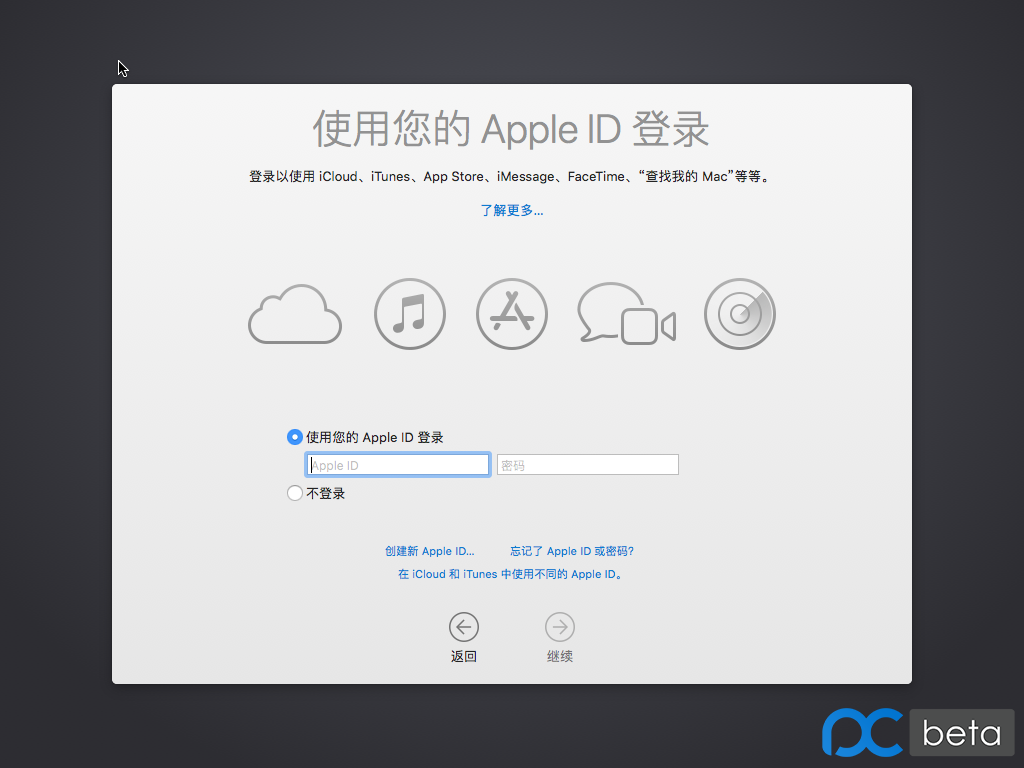 使用您的 Apple ID 登录
登录以使用 iCloud、iTunes、App Store、iMessage、FaceTime、“查找我的 Mac”等等。
了解更多...
使用您的 Apple ID 登录
Apple ID 密码
不登录
创建新 Apple ID... 忘记了 Apple ID 或密码?
在 iCloud 和 iTunes 中使用不同的 Apple ID。
返回 继续
pc beta